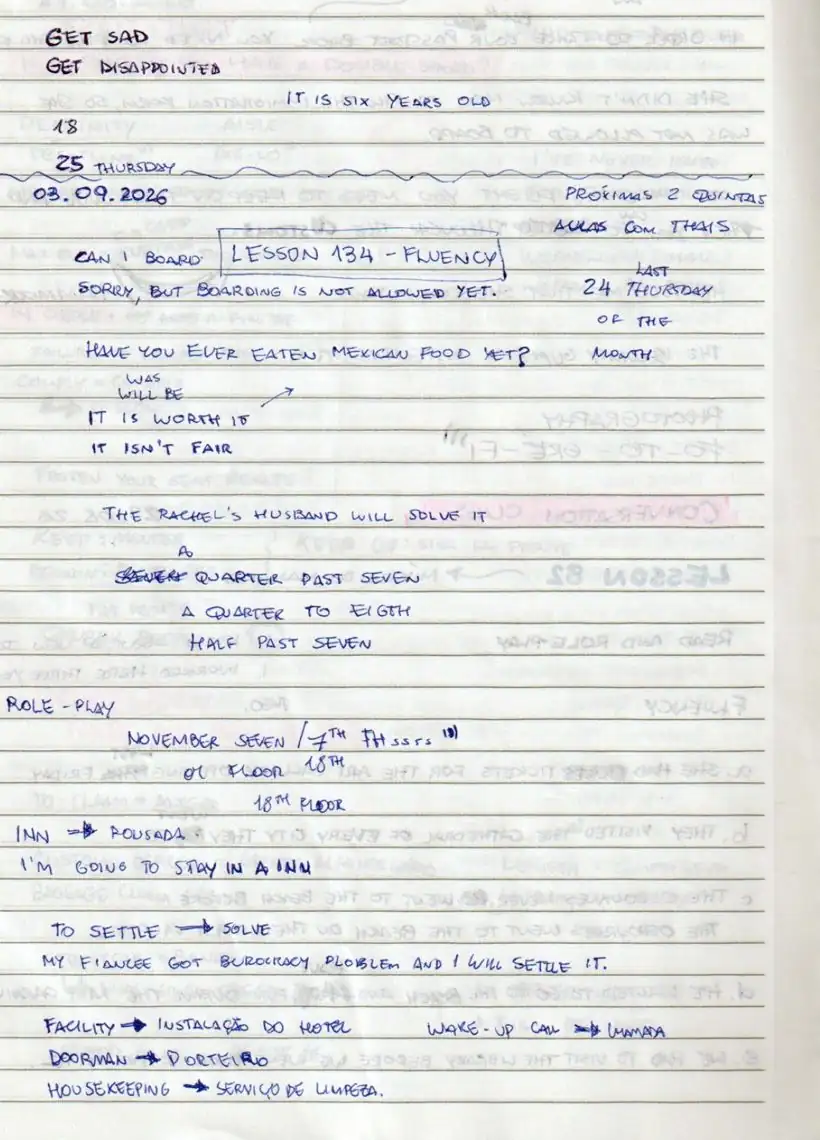 GET SAD
GET DISAPPOINTED
IT IS SIX YEARS OLD
18
25 THURSDAY
03.09.2026
PRÓXIMAS 2 QUINTAS
AULAS COM THAIS
CAN I BOARD
LESSON 134 - FLUENCY
SORRY, BUT BOARDING IS NOT ALLOWED YET.
LAST
24 THURSDAY
OF THE
MONTH
HAVE YOU EVER EATEN MEXICAN FOOD YET?
WAS
WILL BE
IT IS WORTH IT
IT ISN'T FAIR
THE RACHEL'S HUSBAND WILL SOLVE IT
A
SEVEN QUARTER PAST SEVEN
A QUARTER TO EIGTH
HALF PAST SEVEN
ROLE-PLAY
NOVEMBER SEVEN / 7TH
FLOOR 18TH
18TH FLOOR
INN → POUSADA
I'M GOING TO STAY IN A INN
TO SETTLE → SOLVE
MY FIANCEE GOT BUROCRACY PLOBLEM AND I WILL SETTLE IT.
FACILITY → INSTALAÇÃO DO HOTEL
WAKE-UP CALL → CHAMADA
DOORMAN → PORTEIRO
HOUSEKEEPING → SERVIÇO DE LIMPEZA.